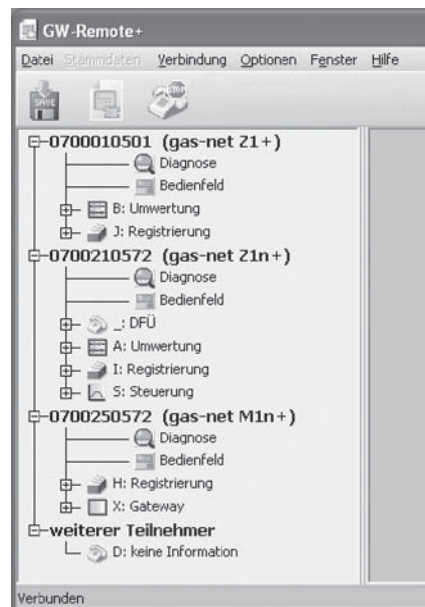 GW-Remote+
Datei Stammdaten Verbindung Optionen Fenster Hilfe
SAVE STOP
0700010501 (gas-net Z1+)
Diagnose
Bedienfeld
B: Umwertung
J: Registrierung
0700210572 (gas-net Z1n+)
Diagnose
Bedienfeld
_: DFÜ
A: Umwertung
I: Registrierung
S: Steuerung
0700250572 (gas-net M1n+)
Diagnose
Bedienfeld
H: Registrierung
X: Gateway
weiterer Teilnehmer
D: keine Information
Verbunden